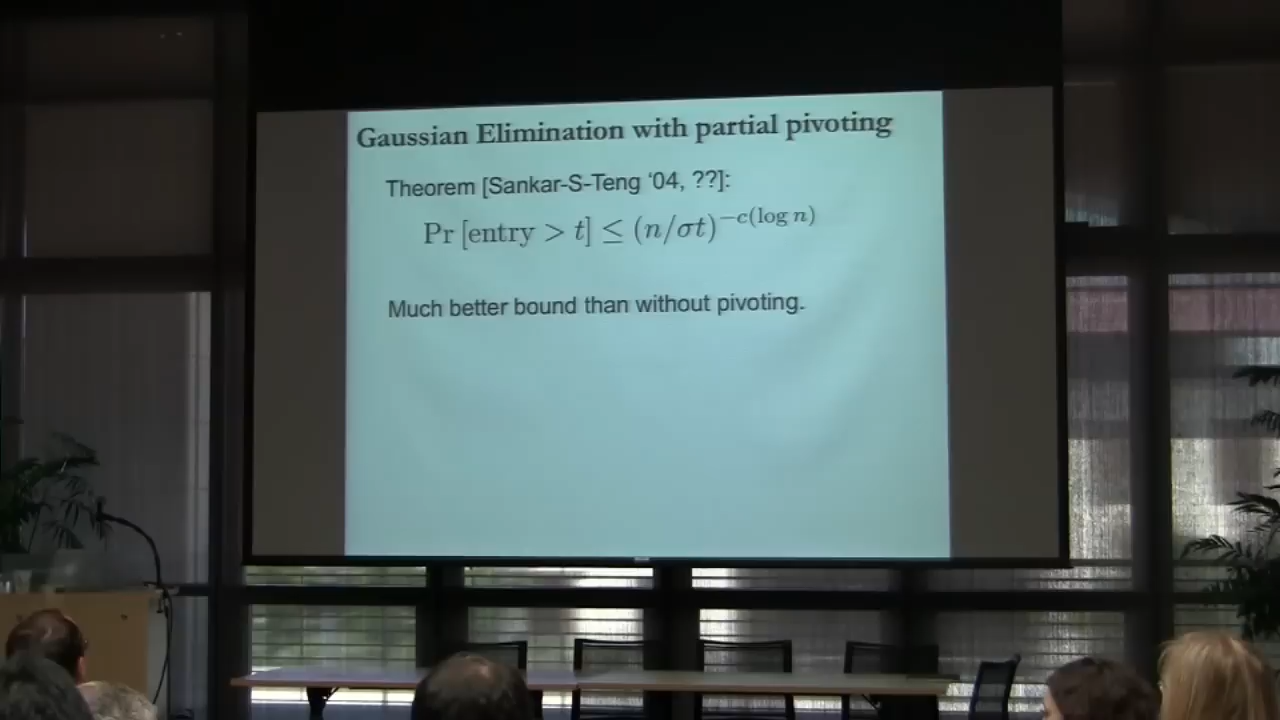 Gaussian Elimination with partial pivoting
Theorem [Sankar-S-Teng '04, ??]:
Pr [entry > t] ≤ (n/σt)^{−c(log n)}
Much better bound than without pivoting.